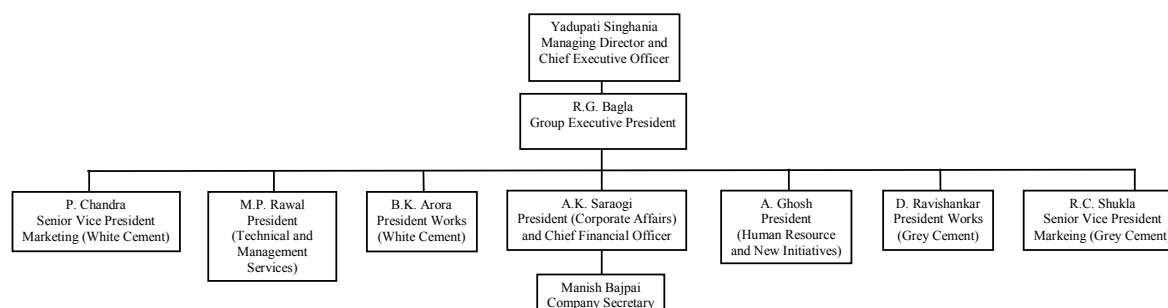 Yadupati Singhania
Managing Director and
Chief Executive Officer
R.G. Bagla
Group Executive President
P. Chandra
Senior Vice President
Marketing (White Cement)
M.P. Rawal
President
(Technical and
Management
Services)
B.K. Arora
President Works
(White Cement)
A.K. Saraogi
President (Corporate Affairs)
and Chief Financial Officer
A. Ghosh
President
(Human Resource
and New Initiatives)
D. Ravishankar
President Works
(Grey Cement)
R.C. Shukla
Senior Vice President
Markeing (Grey Cement)
Manish Bajpai
Company Secretary